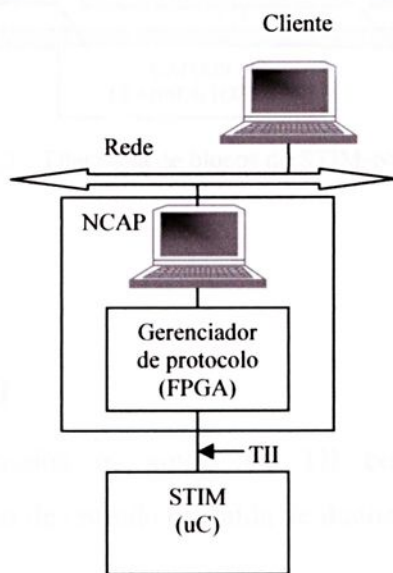 Cliente
Rede
NCAP
Gerenciador
de protocolo
(FPGA)
TII
STIM
(uC)